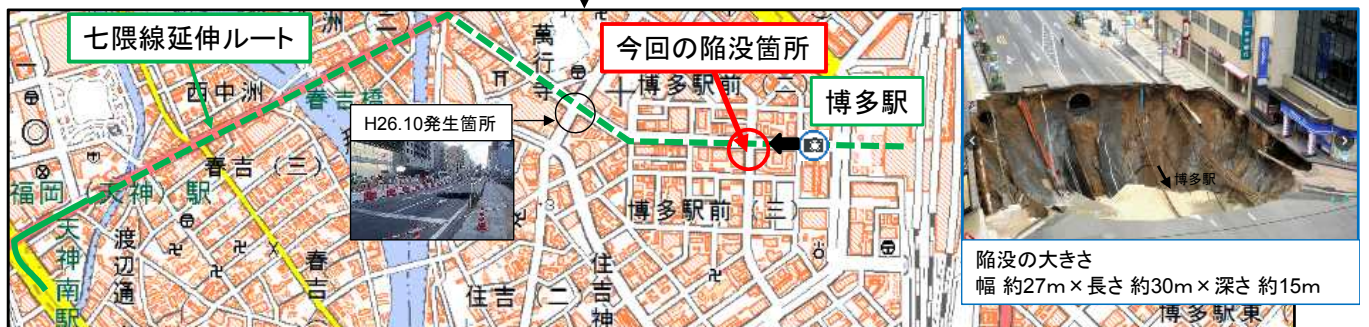 七隈線延伸ルート
今回の陥没箇所
博多駅
H26.10発生箇所
萬行寺
西中洲
春吉橋
博多駅前(二)
春吉(三)
福岡(天神)駅
天神南駅
渡辺通
春吉
博多駅前(三)
住吉(二)
住吉神
博多駅東(
博多駅
陥没の大きさ
幅 約27m×長さ 約30m×深さ 約15m